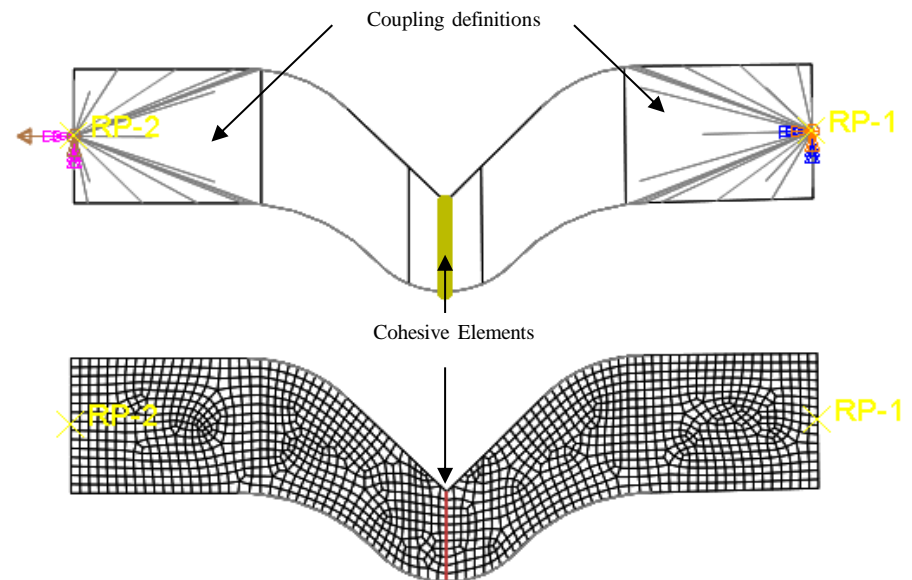 Coupling definitions
RP-2
RP-1
Cohesive Elements
RP-2
RP-1